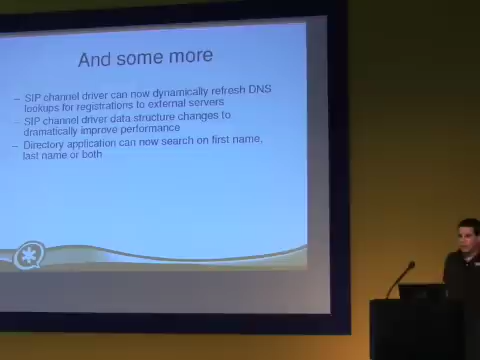 And some more
– SIP channel driver can now dynamically refresh DNS
lookups for registrations to external servers
– SIP channel driver data structure changes to
dramatically improve performance
– Directory application can now search on first name,
last name or both